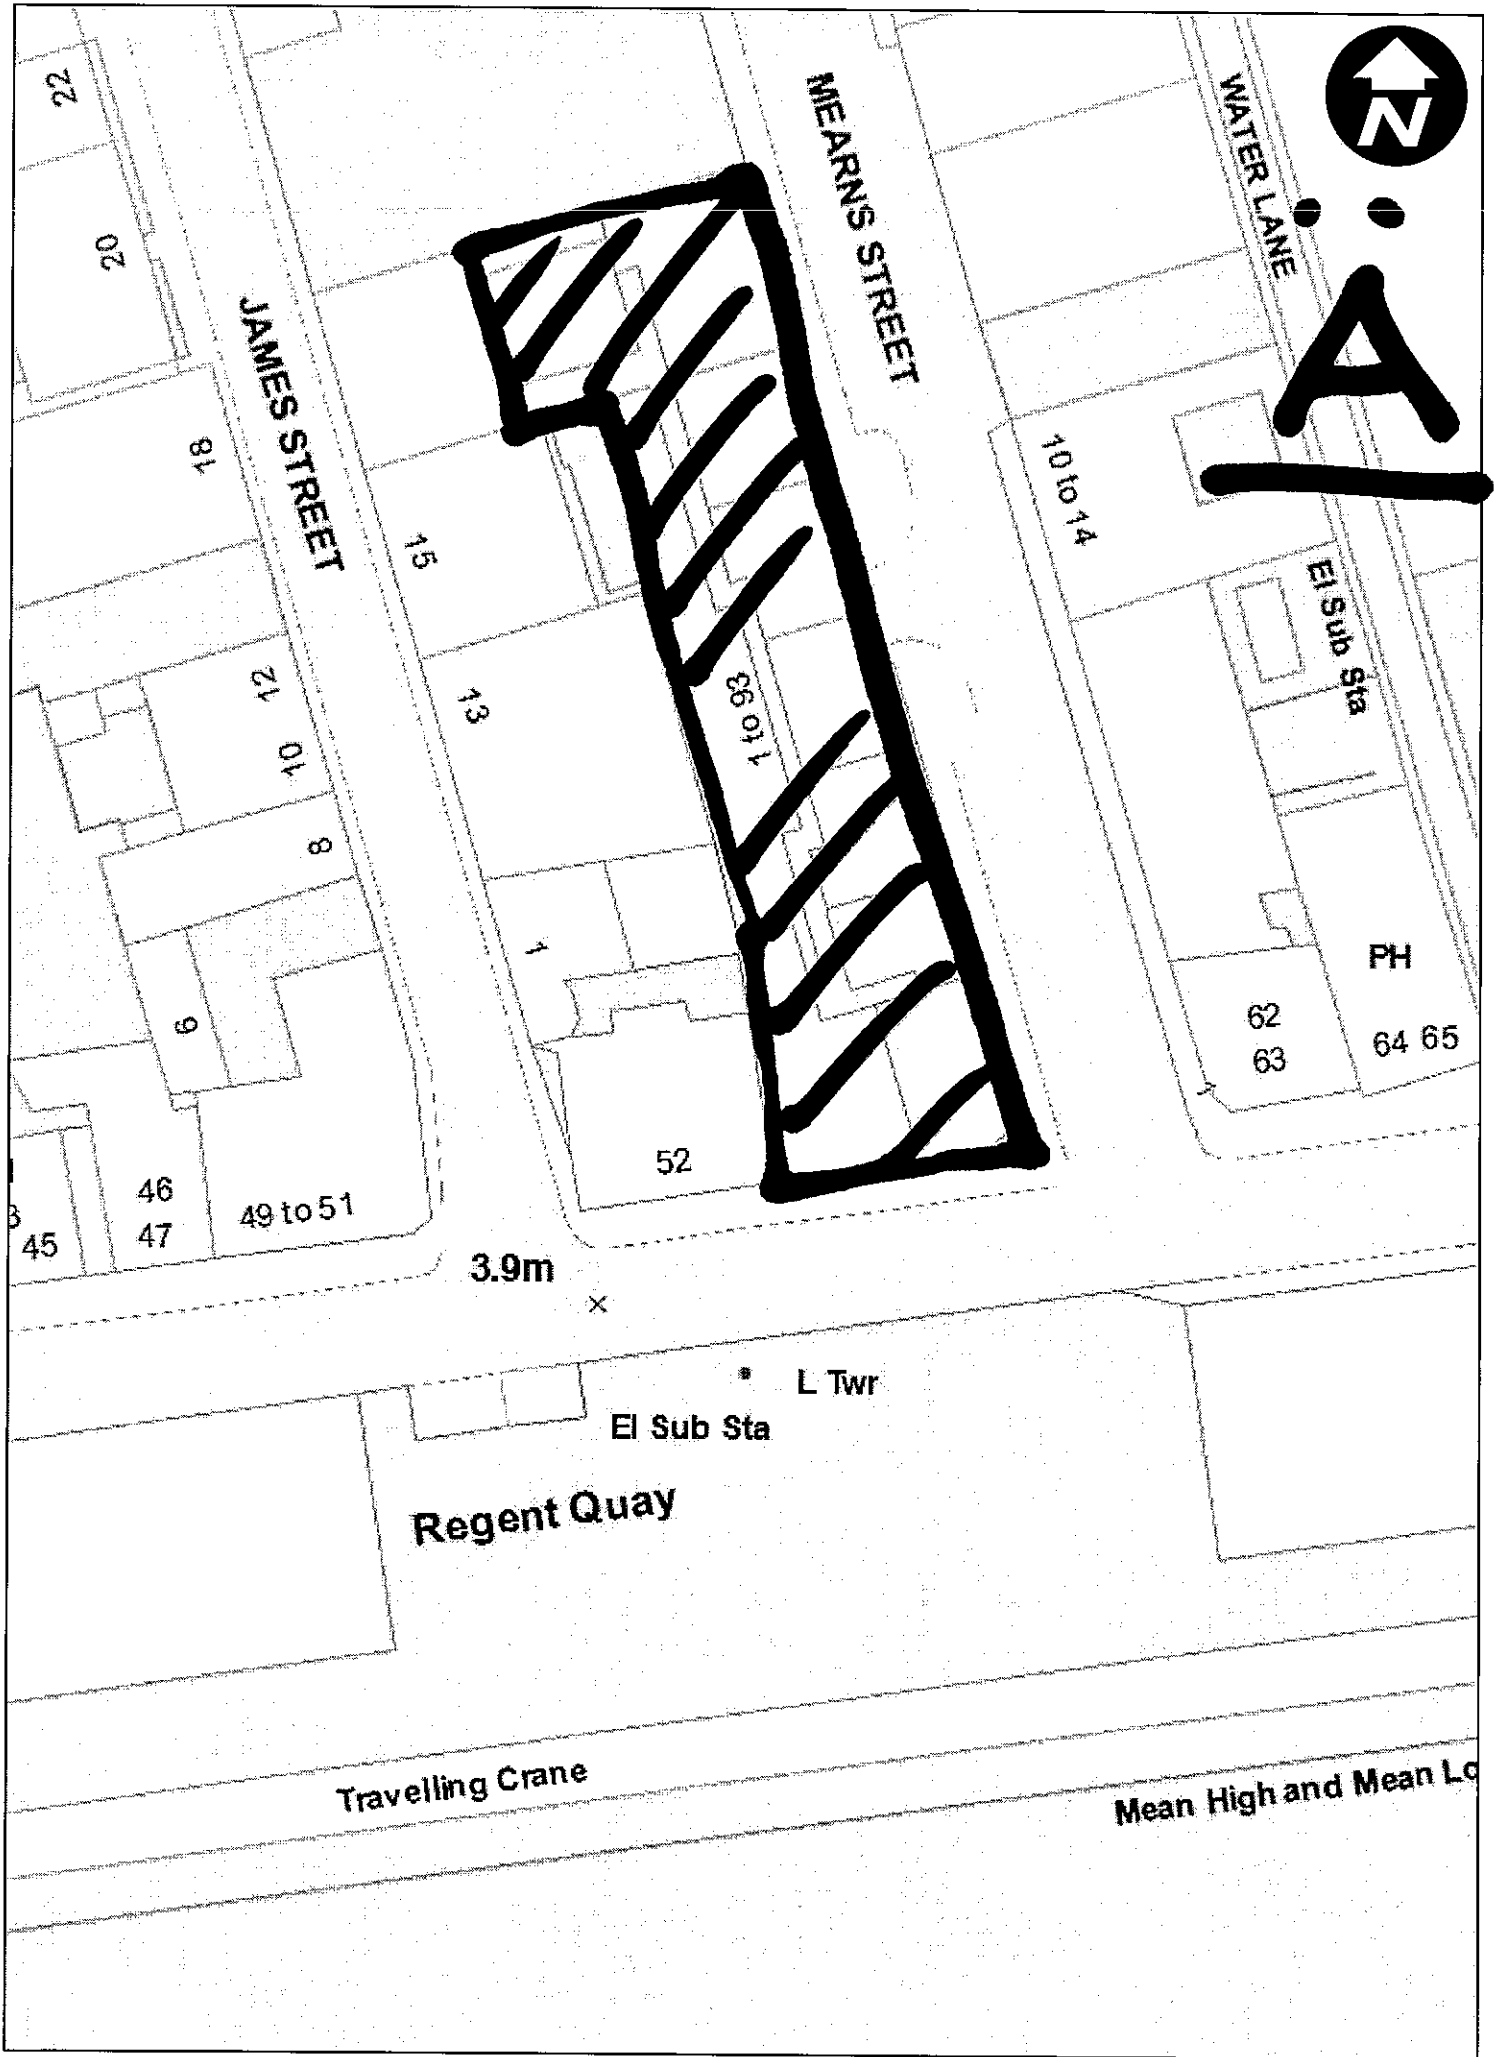 22
MEARNS STREET
WATER LANE
N
20
JAMES STREET
A
18
15
10 to 14
El Sub Sta
12
13
1 to 93
10
8
1
PH
6
62
63
64 65
52
46
47
49 to 51
45
3.9m
L Twr
El Sub Sta
Regent Quay
Travelling Crane
Mean High and Mean Lo